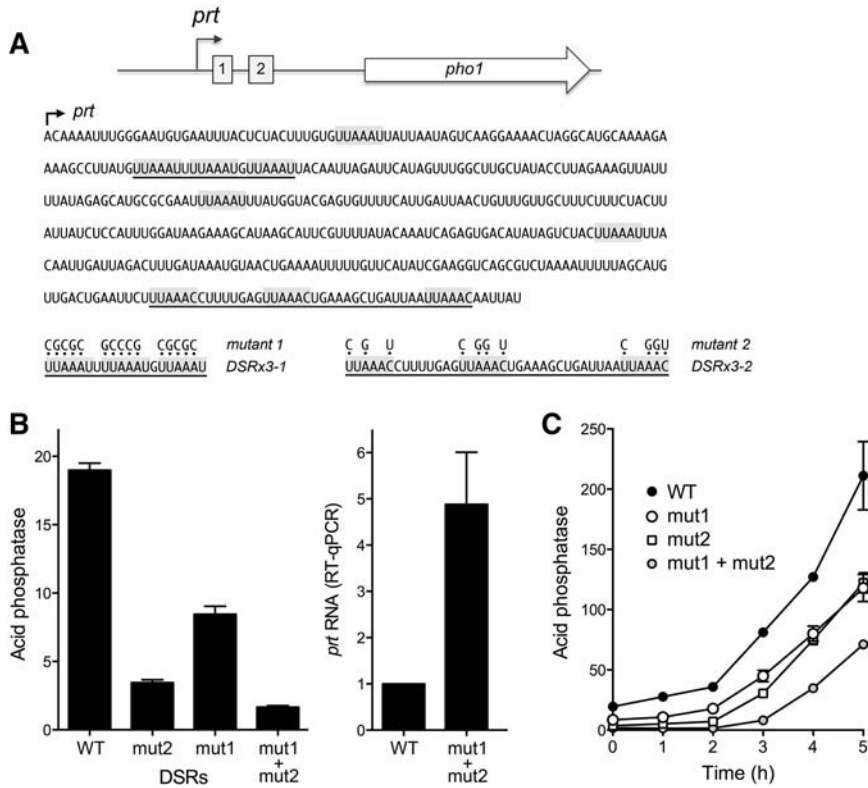 A
prt
1 2 pho1
prt
ACAAAAUUUGGGAAUGUGAAUUUACUCUACUUUGUGUUAAAUUAUUAAUAGUCAAGGAAAACUAGGCAUGCAAAAGA
AAAGCCUUAUGUUAAAUUUUAAAUGUUAAAUUACAAUUAGAUUCAUAGUUUGGCUUGCUAUACCUUAGAAAGUUAUU
UUAUAGAGCAUGCGCGAAUUUAAAUUUAUGGUACGAGUGUUUUCAUUGAUUAACUGUUUGUUGCUUUCUUUCUACUU
AUUAUCUCCAUUUGGAUAAGAAAGCAUAAGCAUUCGUUUUAUACAAAUCAGAGUGACAUAUAGUCUACUUAAAUUUA
CAAUUGAUUAGACUUUGAUAAAUGUAACUGAAAAUUUUUGUUCAUAUCGAAGGUCAGCGUCUAAAAUUUUUAGCAUG
UUGACUGAAUUCUUUAAACCUUUUGAGUUAAACUGAAAGCUGAUUAAUUAAACAAUUAU
CGCGC GCCCG CGCGC mutant 1
UUAAAUUUUAAAUGUUAAAU DSRx3-1
C G U C GG U C GGU mutant 2
UUAAACCUUUUGAGUUAAACUGAAAGCUGAUUAAUUAAAC DSRx3-2
B
Acid phosphatase
20
15
10
5
0
WT mut2 mut1 mut1 + mut2
DSRs
prt RNA (RT-qPCR)
6
5
4
3
2
1
0
WT mut1 + mut2
C
Acid phosphatase
250
200
150
100
50
0
WT
mut1
mut2
mut1 + mut2
0 1 2 3 4 5
Time (h)